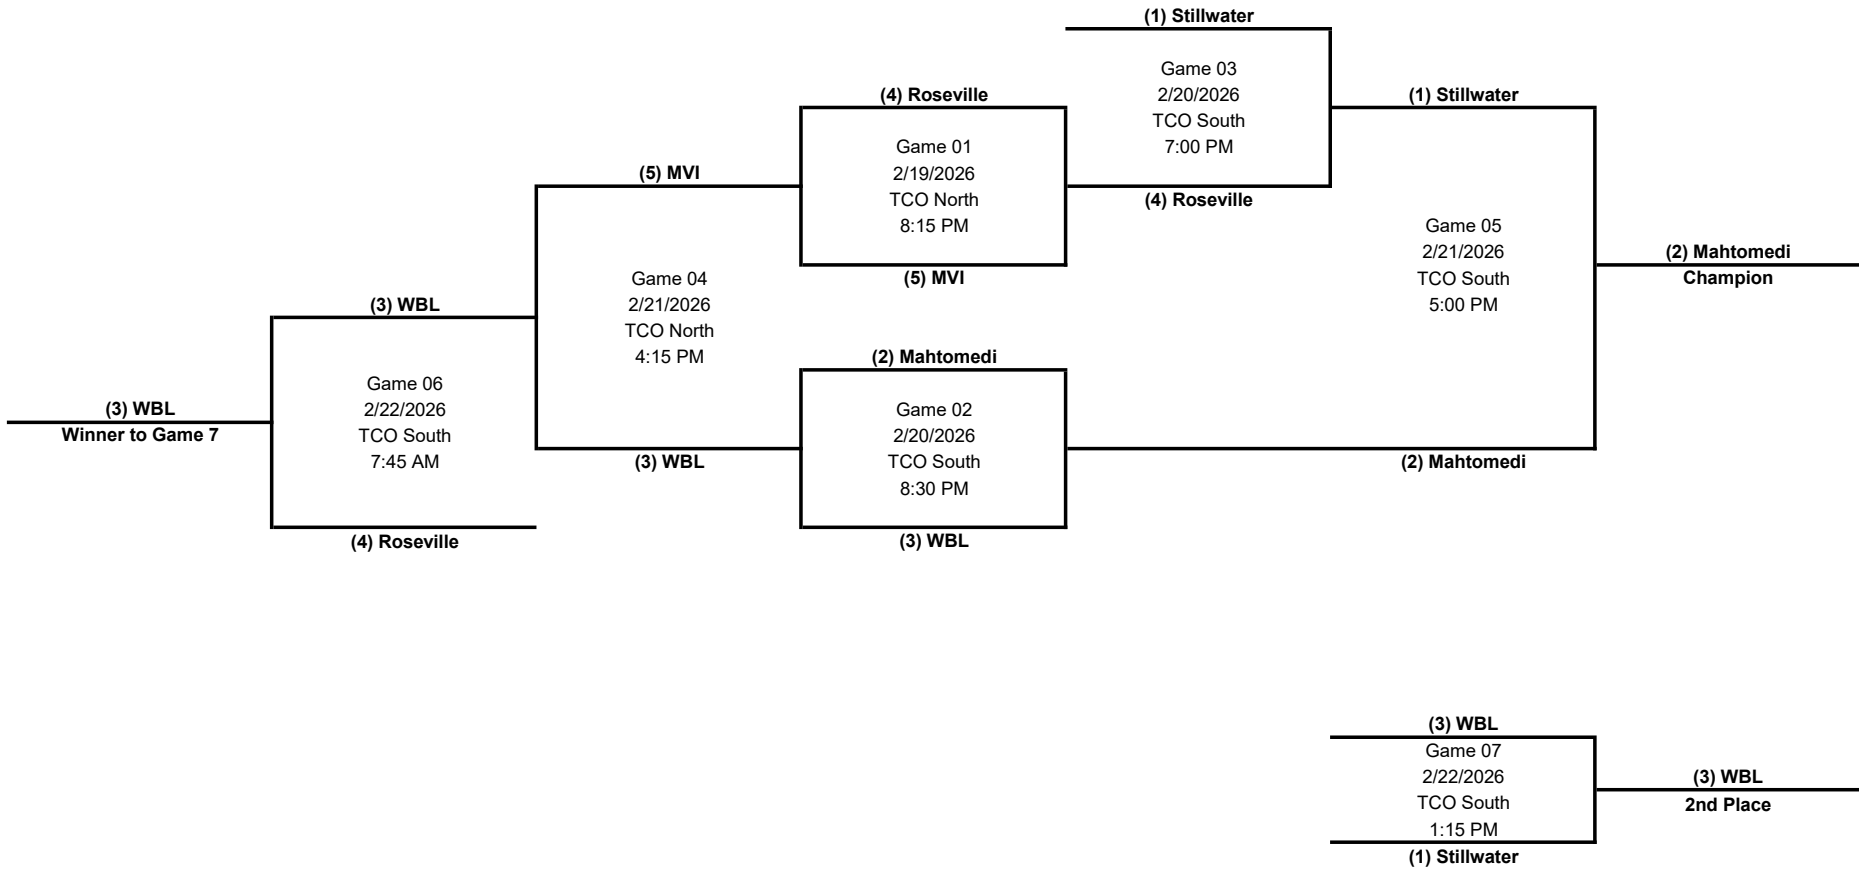 (1) Stillwater
Game 03
2/20/2026
TCO South
7:00 PM
(4) Roseville
(4) Roseville
Game 01
2/19/2026
TCO North
8:15 PM
(5) MVI
(1) Stillwater
(5) MVI
Game 04
2/21/2026
TCO North
4:15 PM
(3) WBL
Game 05
2/21/2026
TCO South
5:00 PM
(2) Mahtomedi
(2) Mahtomedi
Champion
(3) WBL
Game 06
2/22/2026
TCO South
7:45 AM
(4) Roseville
(2) Mahtomedi
Game 02
2/20/2026
TCO South
8:30 PM
(3) WBL
(3) WBL
Winner to Game 7
(3) WBL
Game 07
2/22/2026
TCO South
1:15 PM
(1) Stillwater
(3) WBL
2nd Place